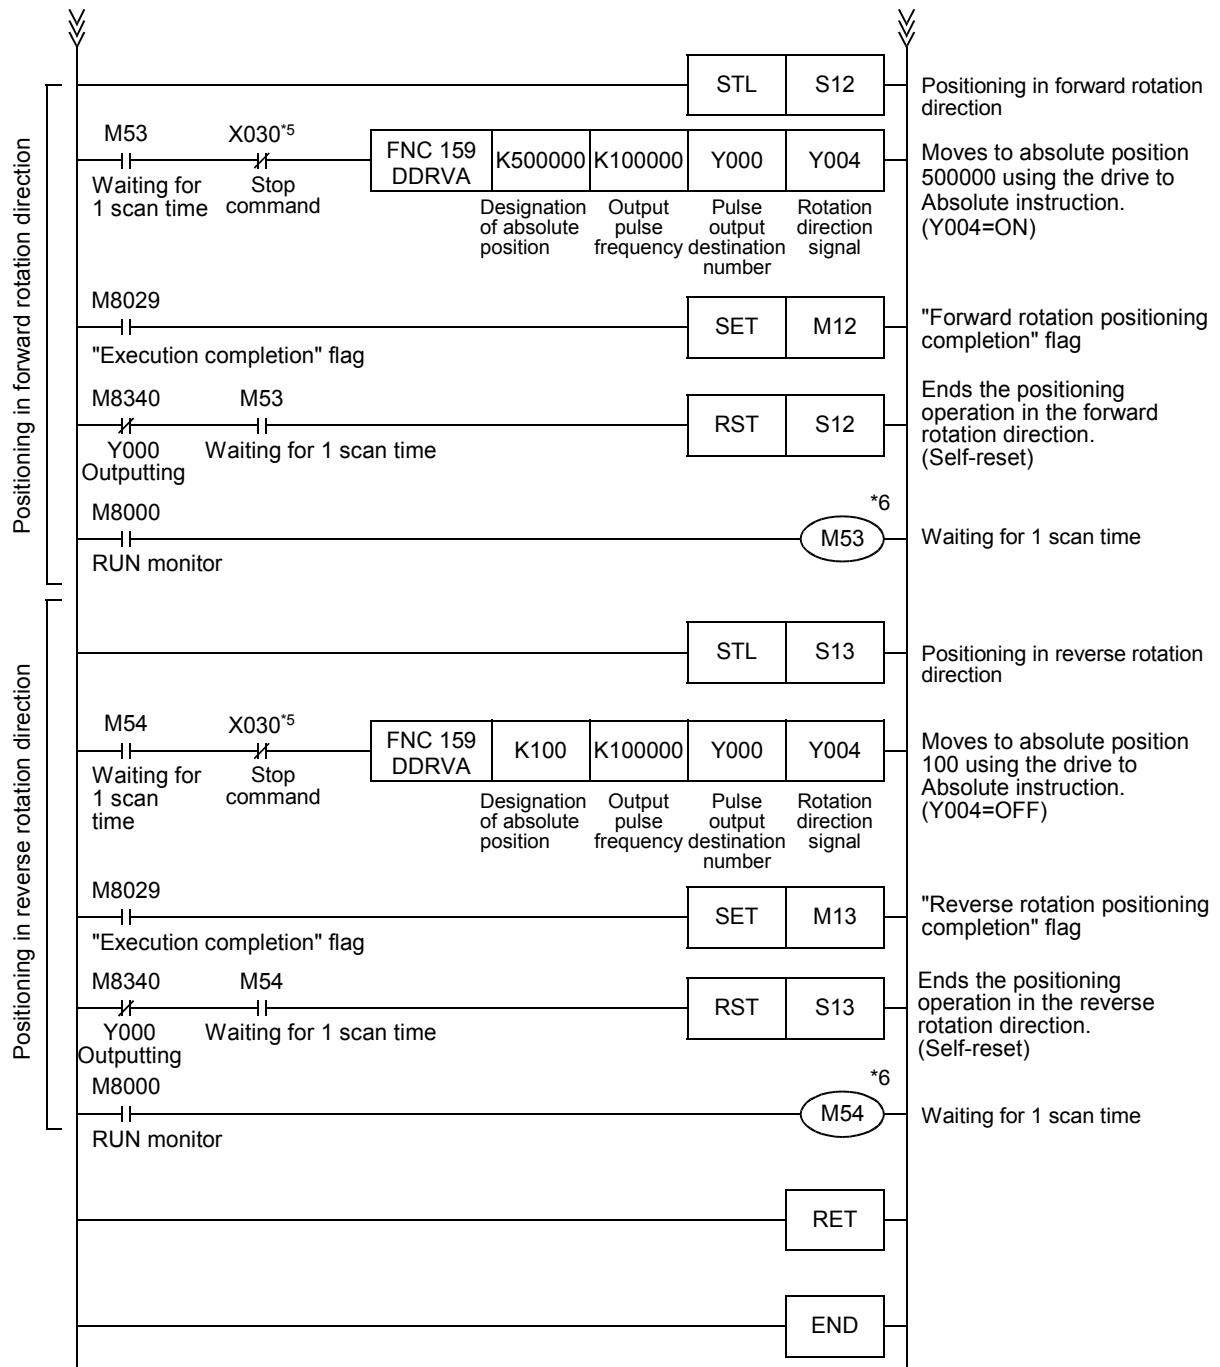 Positioning in forward rotation direction
STL S12
Positioning in forward rotation
direction
M53 X030*5
FNC 159
DDRVA K500000 K100000 Y000 Y004
Waiting for
1 scan time
Stop
command
Designation
of absolute
position
Output
pulse
frequency
Pulse
output
destination
number
Rotation
direction
signal
Moves to absolute position
500000 using the drive to
Absolute instruction.
(Y004=ON)
M8029
SET M12
"Execution completion" flag
"Forward rotation positioning
completion" flag
M8340 M53
RST S12
Y000
Outputting
Waiting for 1 scan time
Ends the positioning
operation in the forward
rotation direction.
(Self-reset)
M8000
*6
M53
RUN monitor
Waiting for 1 scan time
Positioning in reverse rotation direction
STL S13
Positioning in reverse rotation
direction
M54 X030*5
FNC 159
DDRVA K100 K100000 Y000 Y004
Waiting for
1 scan
time
Stop
command
Designation
of absolute
position
Output
pulse
frequency
Pulse
output
destination
number
Rotation
direction
signal
Moves to absolute position
100 using the drive to
Absolute instruction.
(Y004=OFF)
M8029
SET M13
"Execution completion" flag
"Reverse rotation positioning
completion" flag
M8340 M54
RST S13
Y000
Outputting
Waiting for 1 scan time
Ends the positioning
operation in the reverse
rotation direction.
(Self-reset)
M8000
*6
M54
RUN monitor
Waiting for 1 scan time
RET
END